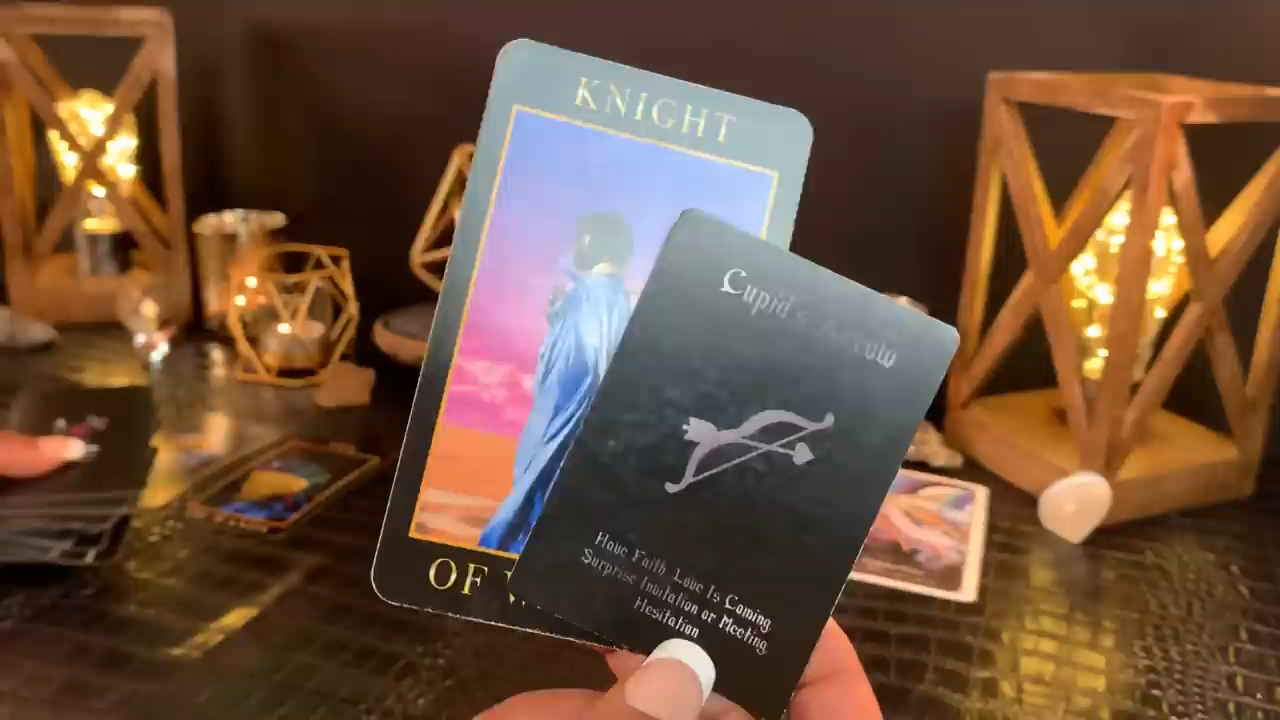 KNIGHT
OF
Cupid's Arrow
Have Faith, Love Is Coming,
Surprise Invitation or Meeting,
Hesitation